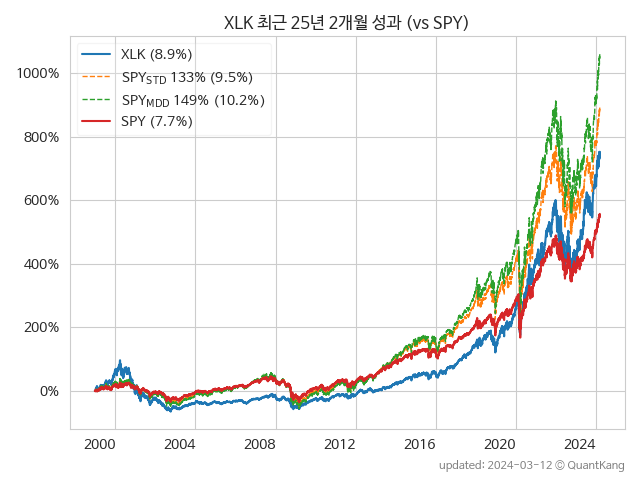 XLK 최근 25년 2개월 성과 (vs SPY)
XLK (8.9%)
SPY_STD 133% (9.5%)
SPY_MDD 149% (10.2%)
SPY (7.7%)
1000%
800%
600%
400%
200%
0%
2000 2004 2008 2012 2016 2020 2024
updated: 2024-03-12 © QuantKang